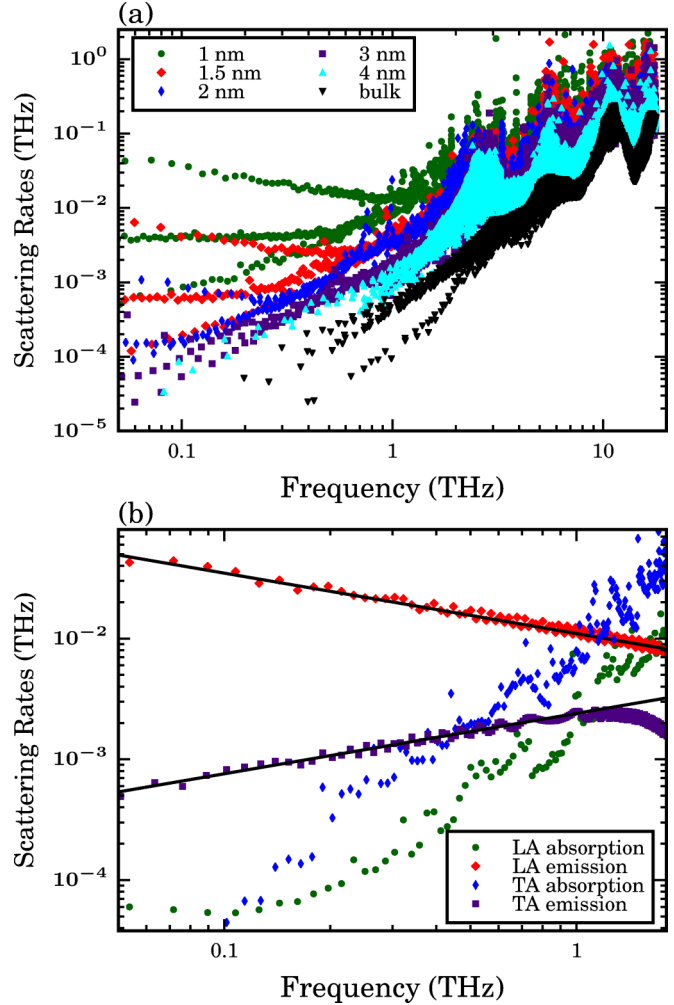 (a)
1 nm 3 nm
1.5 nm 4 nm
2 nm bulk
Scattering Rates (THz)
10⁰
10⁻¹
10⁻²
10⁻³
10⁻⁴
10⁻⁵
0.1 1 10
Frequency (THz)
(b)
Scattering Rates (THz)
10⁻²
10⁻³
10⁻⁴
LA absorption
LA emission
TA absorption
TA emission
0.1 1
Frequency (THz)